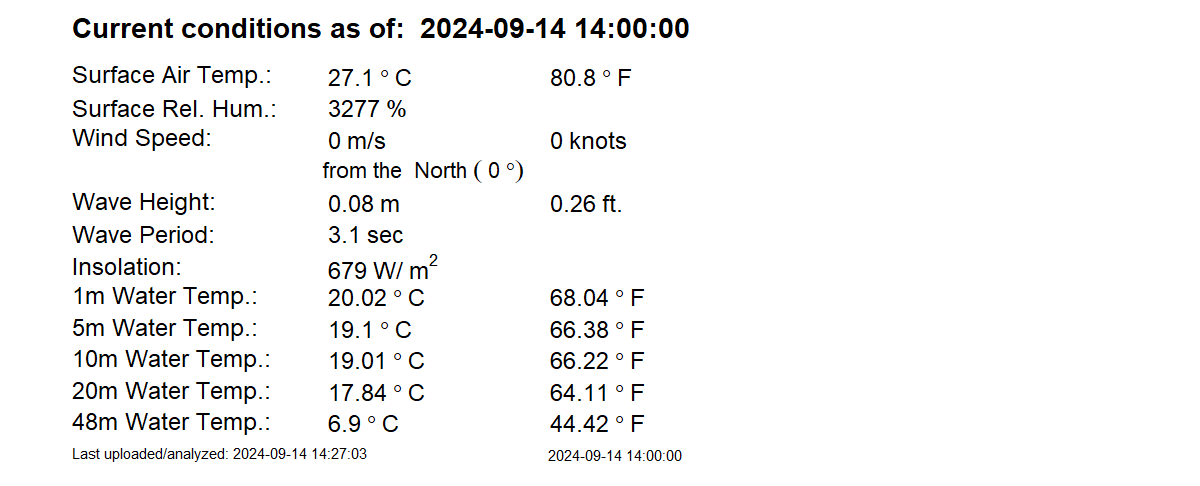 Current conditions as of: 2024-09-14 14:00:00
Surface Air Temp.: 27.1 ° C 80.8 ° F
Surface Rel. Hum.: 3277 %
Wind Speed: 0 m/s 0 knots
from the North ( 0 °)
Wave Height: 0.08 m 0.26 ft.
Wave Period: 3.1 sec
Insolation: 679 W/ m²
1m Water Temp.: 20.02 ° C 68.04 ° F
5m Water Temp.: 19.1 ° C 66.38 ° F
10m Water Temp.: 19.01 ° C 66.22 ° F
20m Water Temp.: 17.84 ° C 64.11 ° F
48m Water Temp.: 6.9 ° C 44.42 ° F
Last uploaded/analyzed: 2024-09-14 14:27:03 2024-09-14 14:00:00